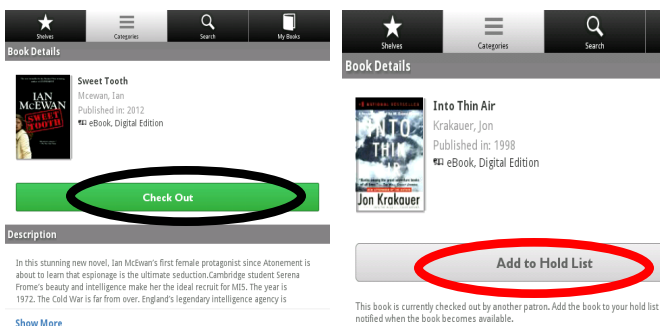 Shelves
Categories
Search
My Books
Book Details
IAN
McEWAN
SWEET
TOOTH
Sweet Tooth
Mcewan, Ian
Published in: 2012
eBook, Digital Edition
Check Out
Description
In this stunning new novel, Ian McEwan's first female protagonist since Atonement is
about to learn that espionage is the ultimate seduction.Cambridge student Serena
Frome's beauty and intelligence make her the ideal recruit for MI5. The year is
1972. The Cold War is far from over. England's legendary intelligence agency is
Show More
Shelves
Categories
Search
Book Details
NATIONAL BESTSELLER
INTO
THIN
AIR
Jon Krakauer
Into Thin Air
Krakauer, Jon
Published in: 1998
eBook, Digital Edition
Add to Hold List
This book is currently checked out by another patron. Add the book to your hold list
notified when the book becomes available.